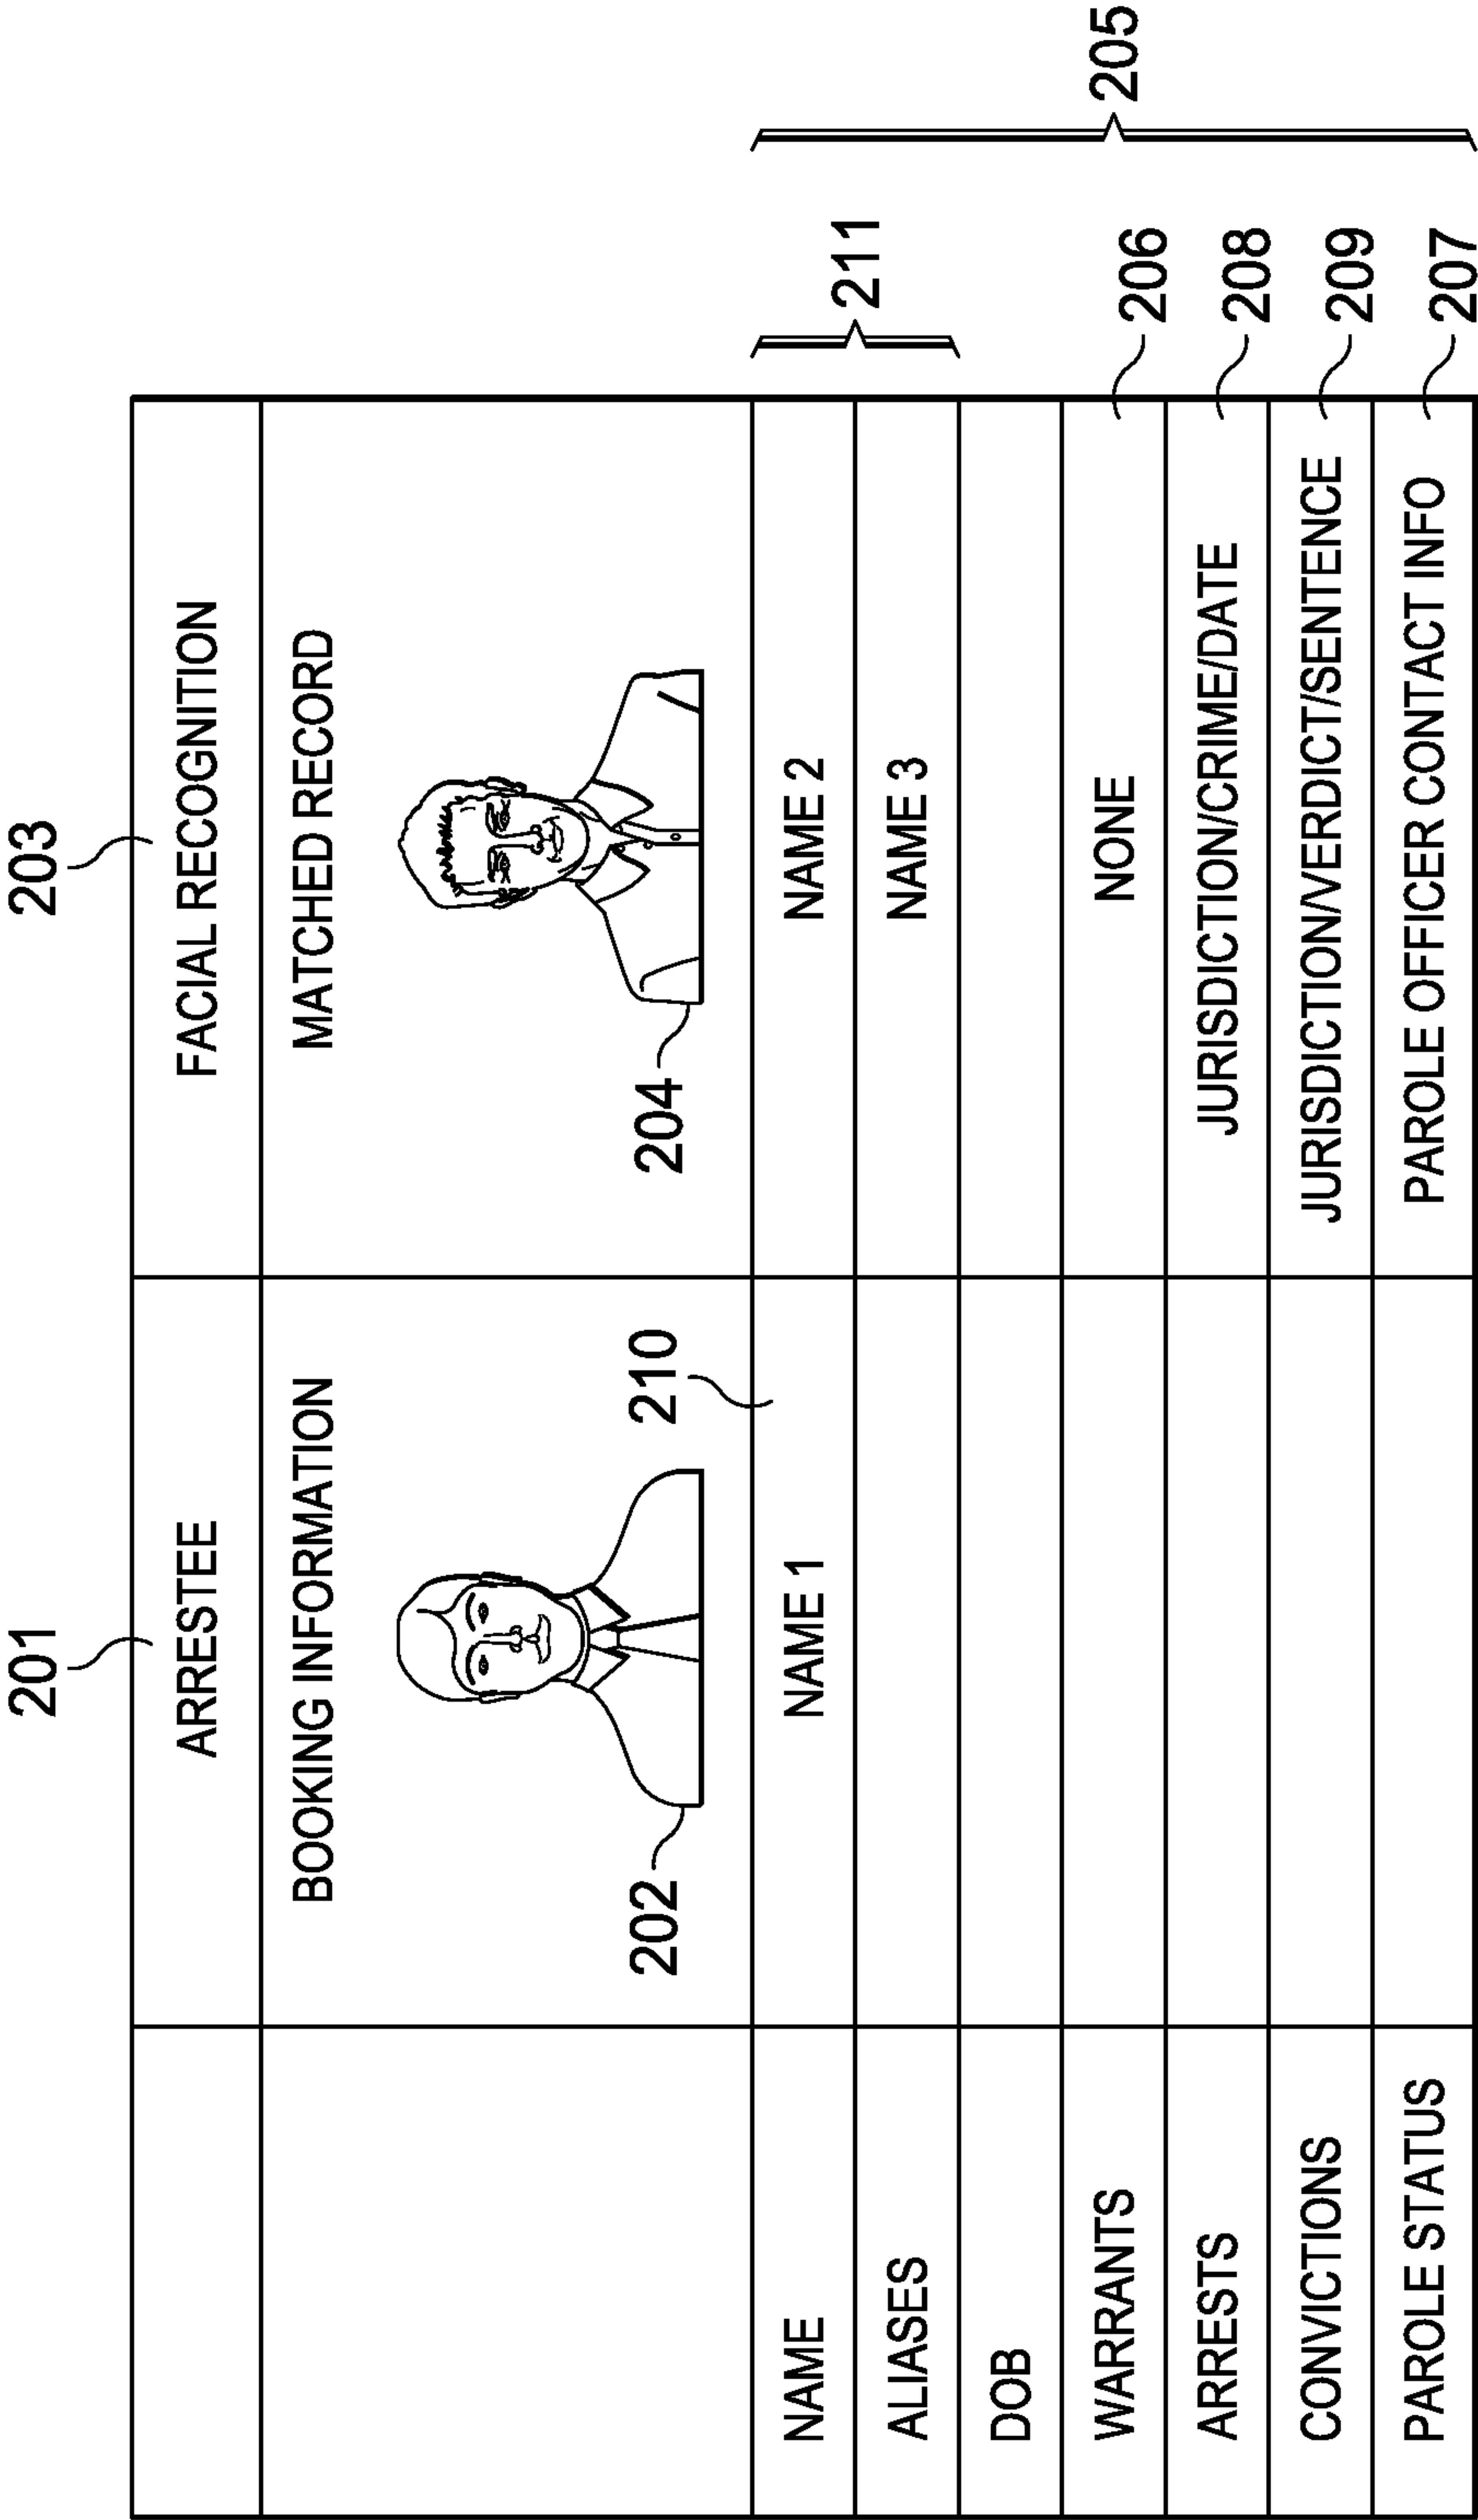 201
203
ARRESTEE
FACIAL RECOGNITION
BOOKING INFORMATION
MATCHED RECORD
202
210
204
NAME
NAME 1
NAME 2
211
205
ALIASES
NAME 3
DOB
WARRANTS
NONE
206
ARRESTS
JURISDICTION/CRIME/DATE
208
CONVICTIONS
JURISDICTION/VERDICT/SENTENCE
209
PAROLE STATUS
PAROLE OFFICER CONTACT INFO
207